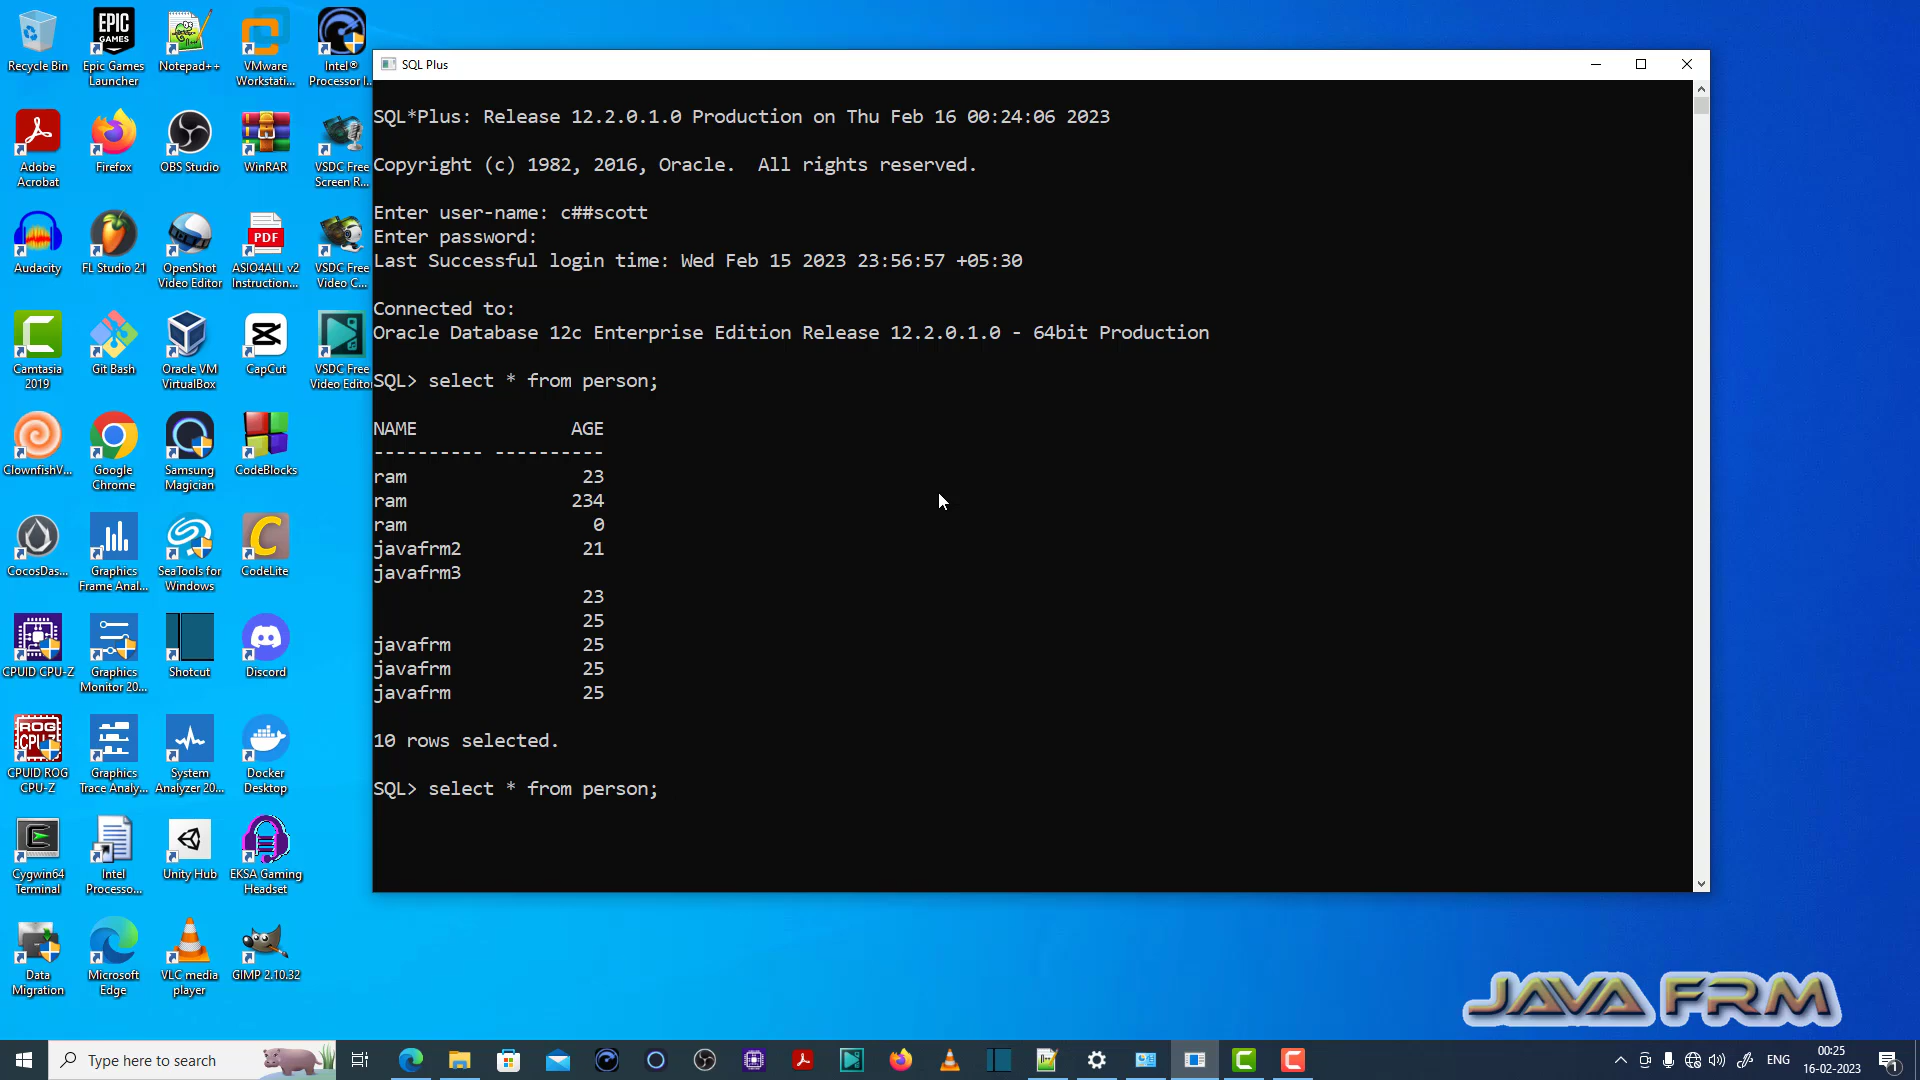 SQL Plus
SQL*Plus: Release 12.2.0.1.0 Production on Thu Feb 16 00:24:06 2023
Copyright (c) 1982, 2016, Oracle.  All rights reserved.
Enter user-name: c##scott
Enter password:
Last Successful login time: Wed Feb 15 2023 23:56:57 +05:30
Connected to:
Oracle Database 12c Enterprise Edition Release 12.2.0.1.0 - 64bit Production
SQL> select * from person;
NAME              AGE
---------- ----------
ram                23
ram               234
ram                 0
javafrm2           21
javafrm3
                   23
                   25
javafrm            25
javafrm            25
javafrm            25
10 rows selected.
SQL> select * from person;
Recycle Bin
Epic Games
Launcher
Notepad++
VMware
Workstati...
Intel®
Processor I...
Adobe
Acrobat
Firefox
OBS Studio
WinRAR
VSDC Free
Screen R...
Audacity
FL Studio 21
OpenShot
Video Editor
PDF
ASIO4ALL v2
Instruction...
VSDC Free
Video C...
Camtasia
2019
Git Bash
Oracle VM
VirtualBox
CapCut
VSDC Free
Video Editor
ClownfishV...
Google
Chrome
Samsung
Magician
CodeBlocks
CocosDas...
Graphics
Frame Anal...
SeaTools for
Windows
CodeLite
CPUID CPU-Z
Graphics
Monitor 20...
Shotcut
Discord
ROG
CPU-Z
CPUID ROG
CPU-Z
Graphics
Trace Analy...
System
Analyzer 20...
Docker
Desktop
Cygwin64
Terminal
Intel
Processo...
Unity Hub
EKSA Gaming
Headset
Data
Migration
Microsoft
Edge
VLC media
player
GIMP 2.10.32
EPIC
GAMES
JAVA FRM
Type here to search
ENG
00:25
16-02-2023
1